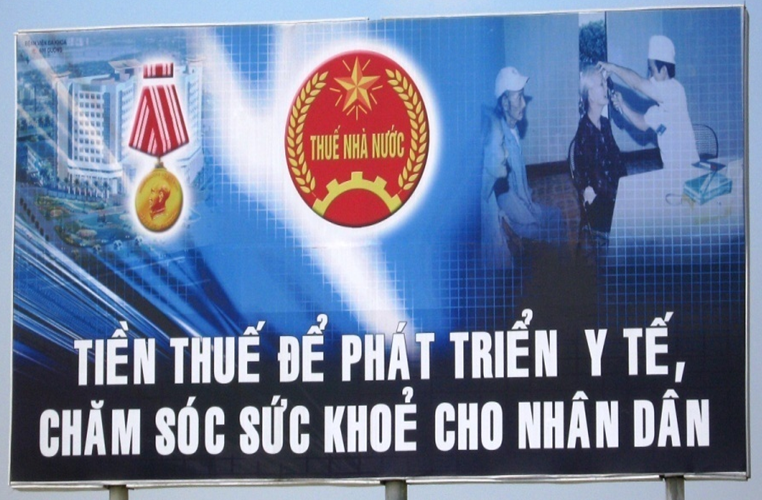 THUẾ NHÀ NƯỚC
TIỀN THUẾ ĐỂ PHÁT TRIỂN Y TẾ,
CHĂM SÓC SỨC KHOẺ CHO NHÂN DÂN